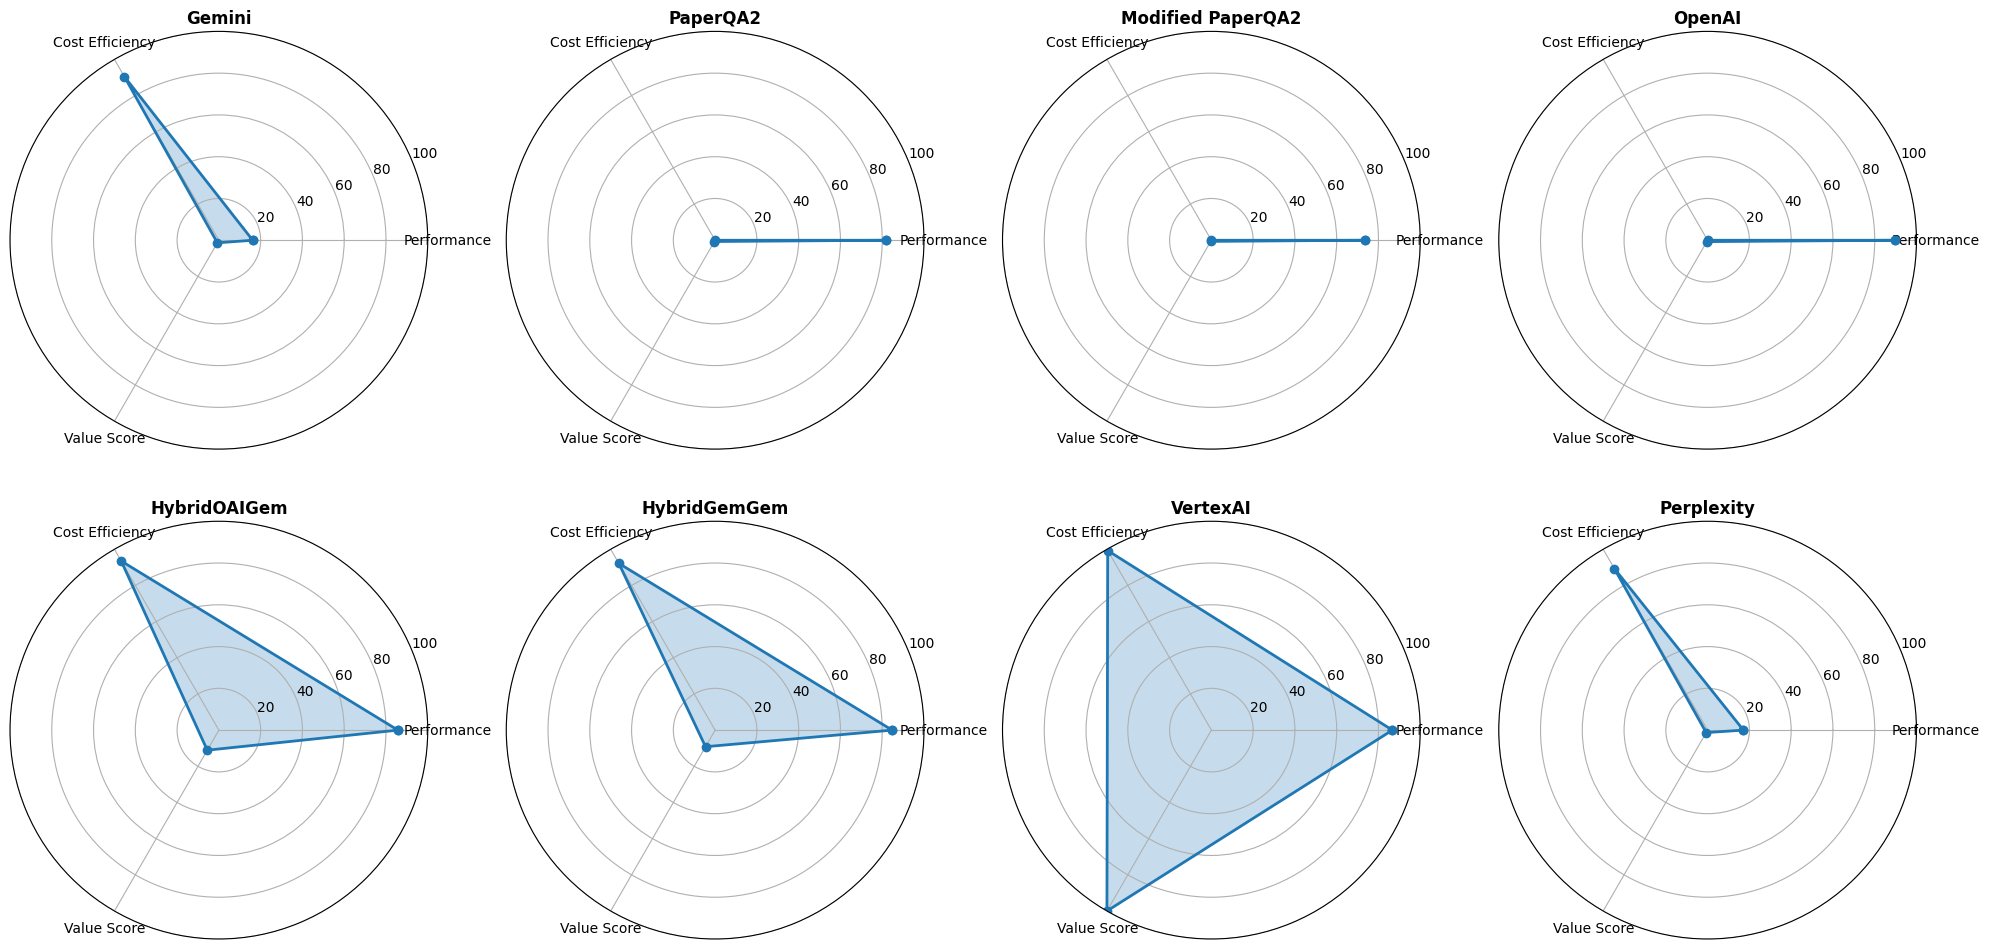 Gemini
Cost Efficiency
100
80
60
40
20
Performance
Value Score
PaperQA2
Cost Efficiency
100
80
60
40
20
Performance
Value Score
Modified PaperQA2
Cost Efficiency
100
80
60
40
20
Performance
Value Score
OpenAI
Cost Efficiency
100
80
60
40
20
Performance
Value Score
HybridOAIGem
Cost Efficiency
100
80
60
40
20
Performance
Value Score
HybridGemGem
Cost Efficiency
100
80
60
40
20
Performance
Value Score
VertexAI
Cost Efficiency
100
80
60
40
20
Performance
Value Score
Perplexity
Cost Efficiency
100
80
60
40
20
Performance
Value Score